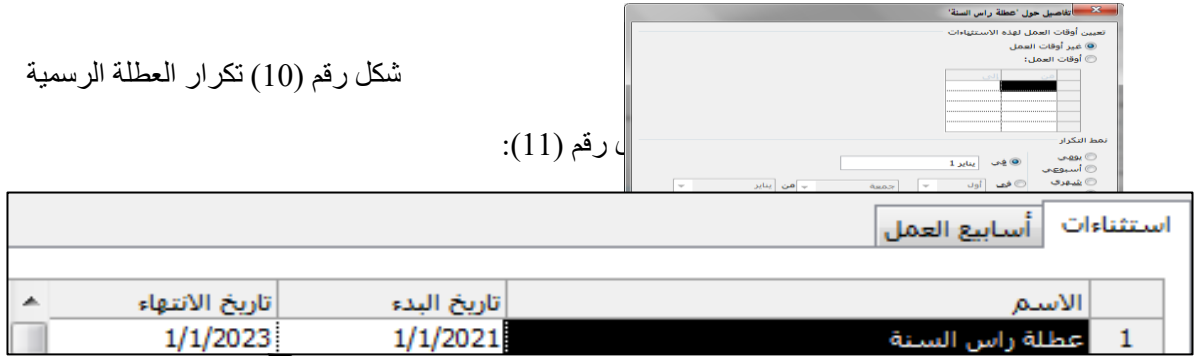 تفاصيل حول 'عطلة راس السنة'
تعيين أوقات العمل لهذه الاستثناءات
غير أوقات العمل
أوقات العمل:
من إلى
شكل رقم (10) تكرار العطلة الرسمية
نمط التكرار
رقم (11):
يومي
في يناير 1
أسبوعي
شهري
في أول جمعة من يناير
استثناءات أسابيع العمل
الاسم تاريخ البدء تاريخ الانتهاء
1 عطلة راس السنة 1/1/2021 1/1/2023